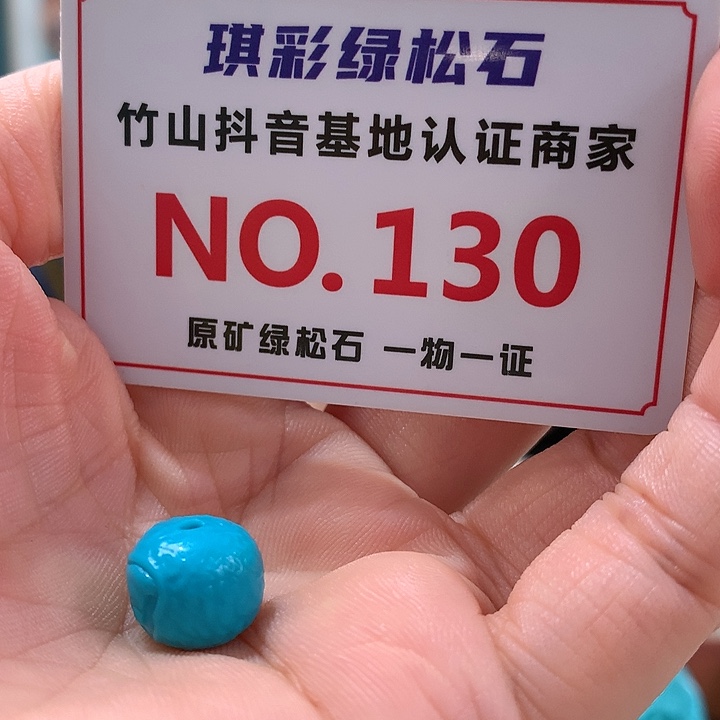 琪彩绿松石
竹山抖音基地认证商家
NO.130
原矿绿松石 一物一证